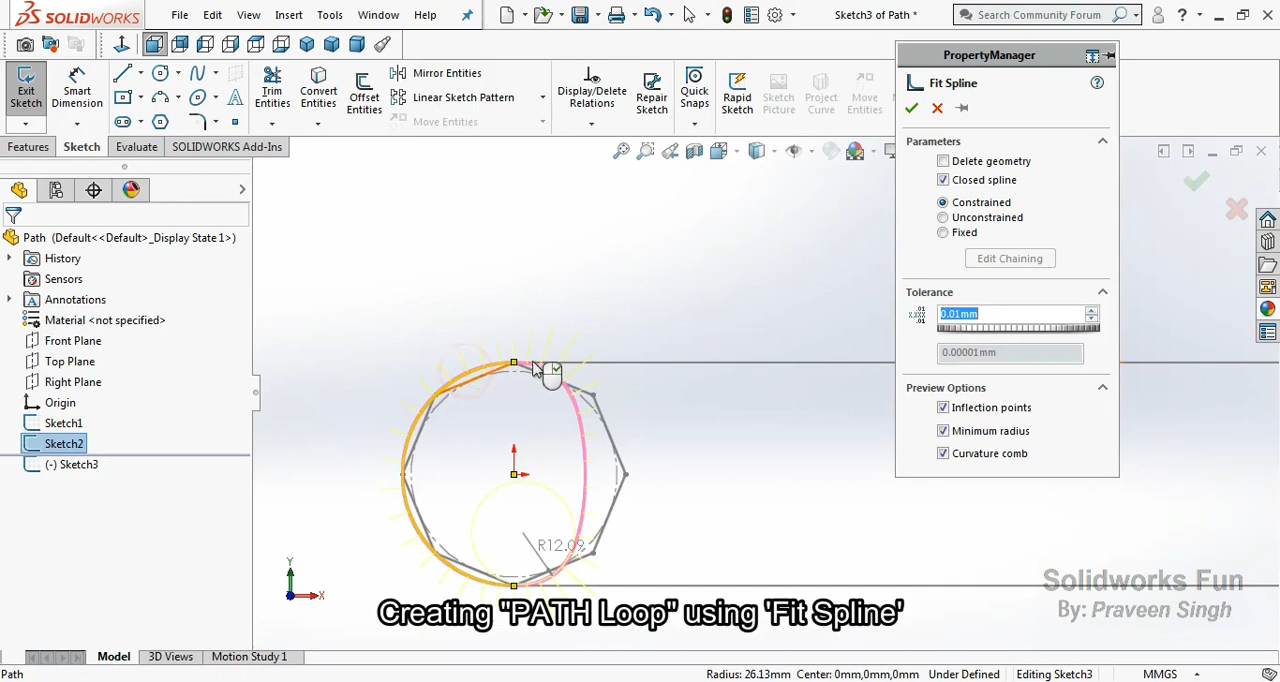 DS SOLIDWORKS
File Edit View Insert Tools Window Help
Sketch3 of Path *
Search Community Forum
?
Exit Sketch
Smart Dimension
Trim Entities
Convert Entities
Offset Entities
Mirror Entities
Linear Sketch Pattern
Move Entities
Display/Delete Relations
Repair Sketch
Quick Snaps
Rapid Sketch
Sketch Picture
Project Curve
Move Entities
Features Sketch Evaluate SOLIDWORKS Add-Ins
Path (Default<<Default>_Display State 1>)
History
Sensors
Annotations
Material <not specified>
Front Plane
Top Plane
Right Plane
Origin
Sketch1
Sketch2
(-) Sketch3
PropertyManager
Fit Spline
?
Parameters
Delete geometry
Closed spline
Constrained
Unconstrained
Fixed
Edit Chaining
Tolerance
0.01mm
0.00001mm
Preview Options
Inflection points
Minimum radius
Curvature comb
R12.09
Y
X
Creating "PATH Loop" using 'Fit Spline'
Solidworks Fun
By: Praveen Singh
Model 3D Views Motion Study 1
Path
Radius: 26.13mm Center: 0mm,0mm,0mm Under Defined Editing Sketch3 MMGS